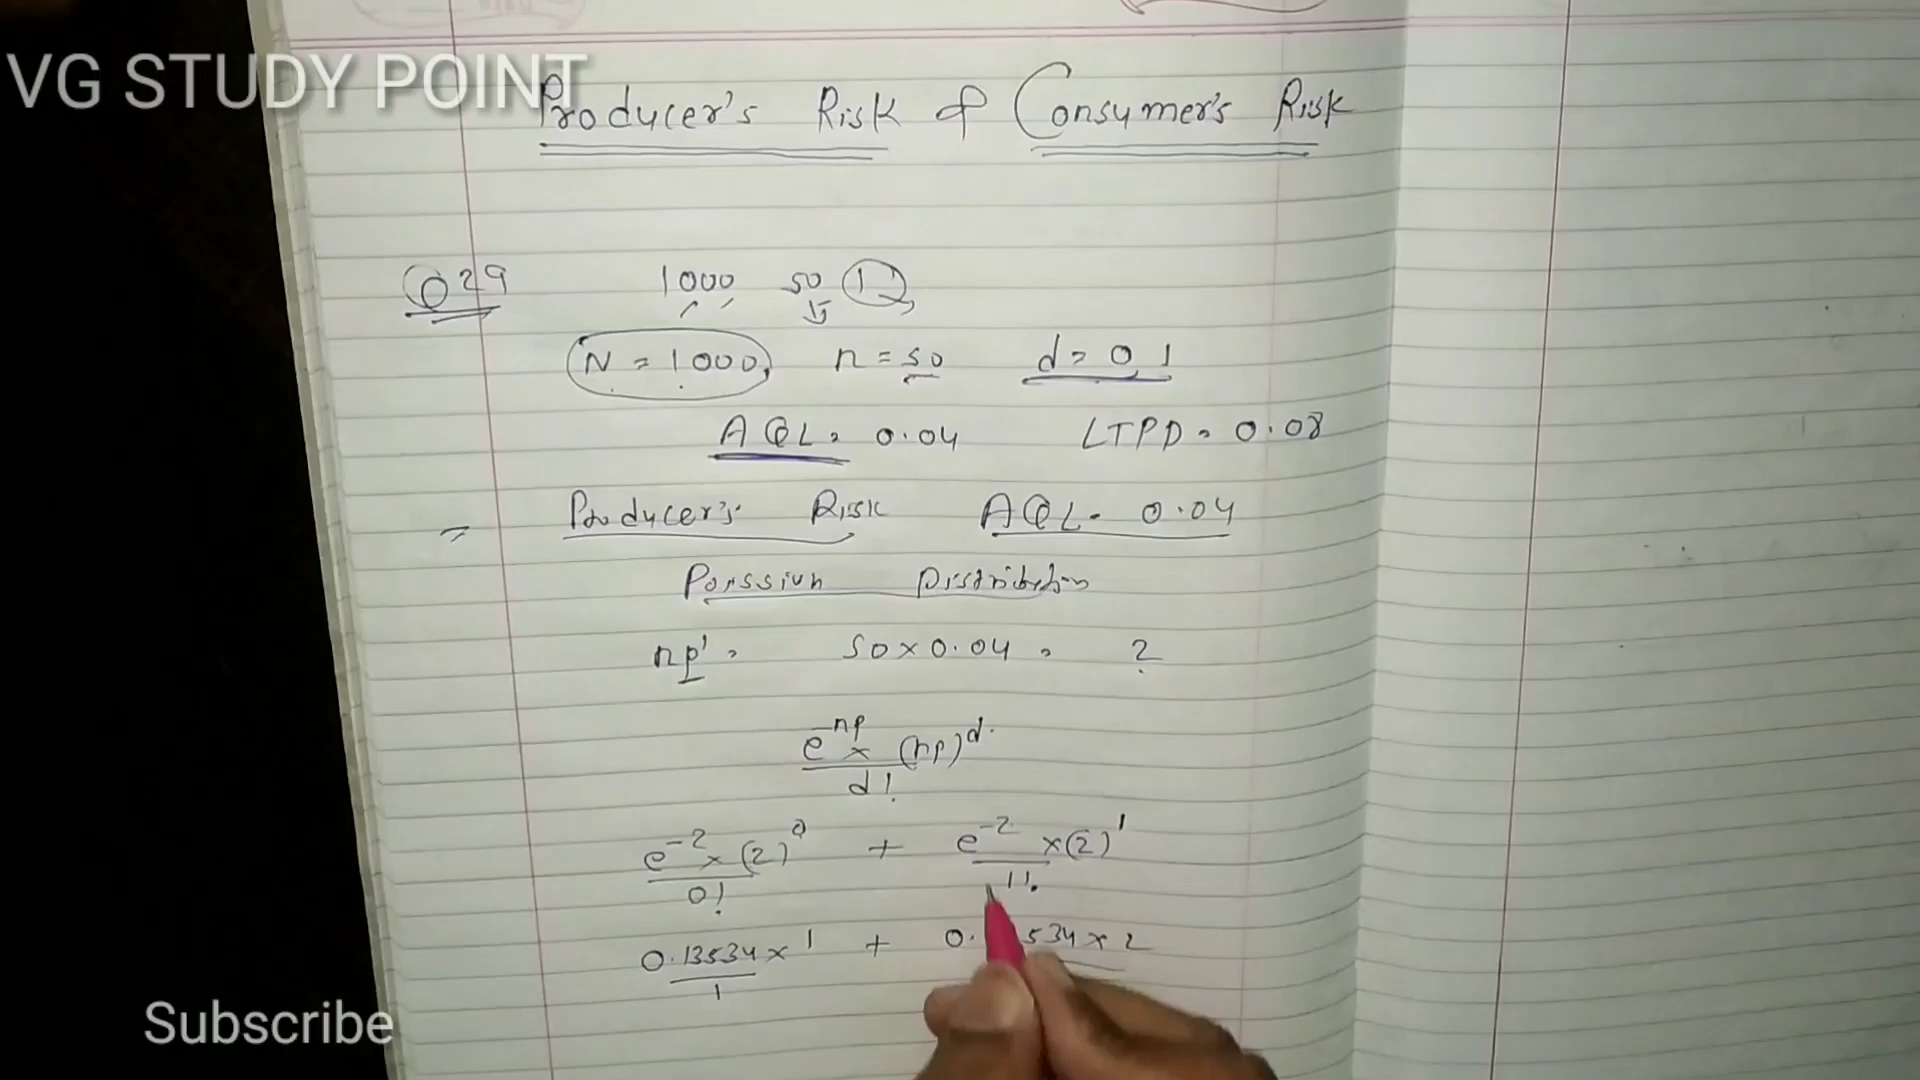 VG STUDY POINT
Producer's Risk & Consumer's Risk
Q 29 1000 50 1
N = 1000, n = 50 d = 0, 1
AQL = 0.04 LTPD = 0.08
= Producer's Risk AQL = 0.04
Poission Distribution
np' = 50 × 0.04 = 2
e^-np × (np)^d
d!
e^-2 × (2)^0 + e^-2 × (2)^1
0! 1!
0.13534 × 1 + 0. 534 × 2
1
Subscribe